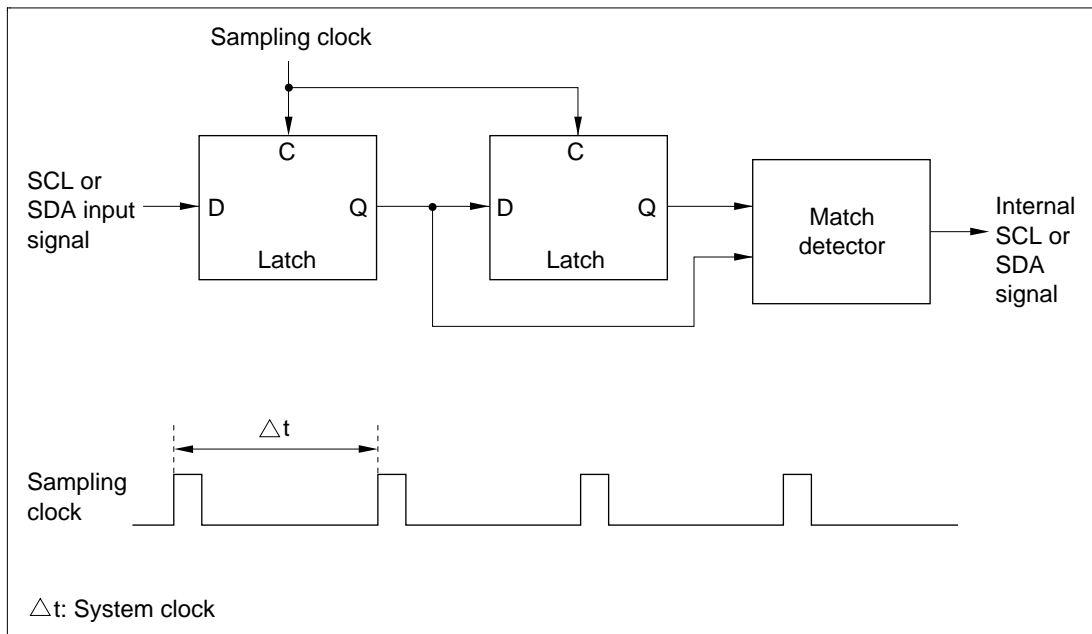 Sampling clock
C
C
SCL or
SDA input
signal
D
Q
D
Q
Latch
Latch
Match
detector
Internal
SCL or
SDA
signal
△t
Sampling
clock
△t: System clock